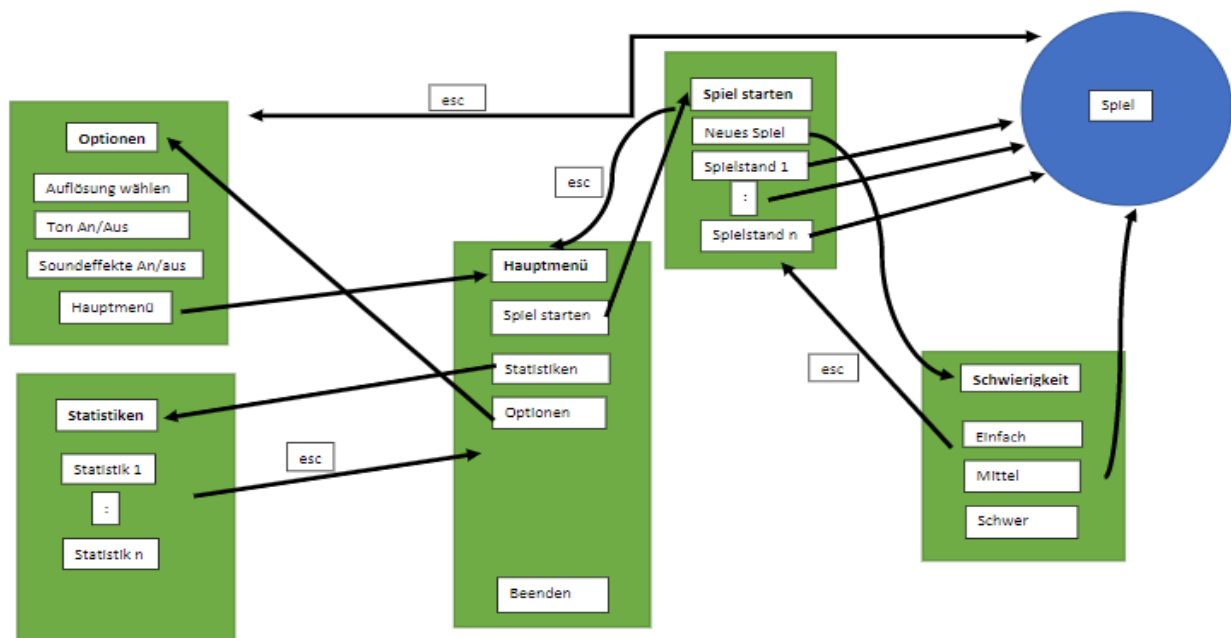 esc
Optionen
Auflösung wählen
Ton An/Aus
Soundeffekte An/aus
Hauptmenü
Statistiken
Statistik 1
:
Statistik n
esc
Hauptmenü
Spiel starten
Statistiken
Optionen
Beenden
esc
Spiel starten
Neues Spiel
Spielstand 1
:
Spielstand n
Spiel
esc
Schwierigkeit
Einfach
Mittel
Schwer